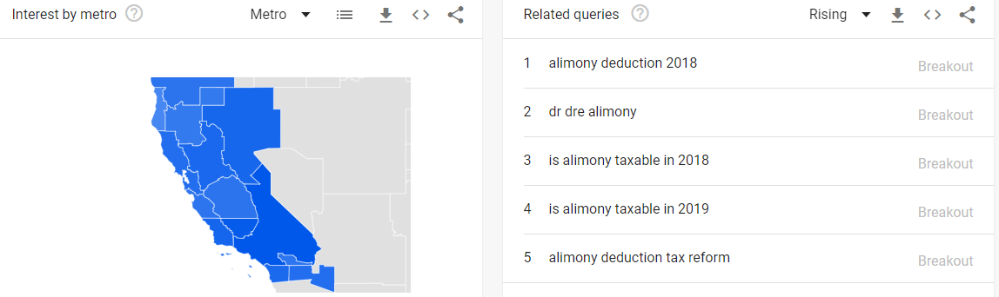 Interest by metro
Metro
Related queries
Rising
1 alimony deduction 2018 Breakout
2 dr dre alimony Breakout
3 is alimony taxable in 2018 Breakout
4 is alimony taxable in 2019 Breakout
5 alimony deduction tax reform Breakout